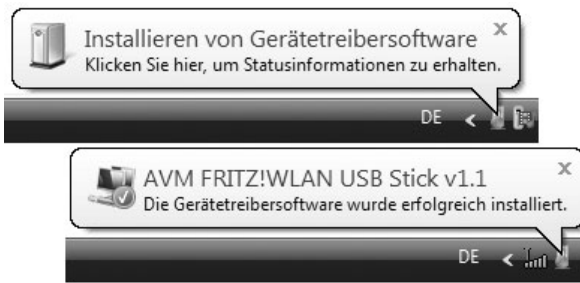 Installieren von Gerätetreibersoftware
Klicken Sie hier, um Statusinformationen zu erhalten.
DE
AVM FRITZ!WLAN USB Stick v1.1
Die Gerätetreibersoftware wurde erfolgreich installiert.
DE